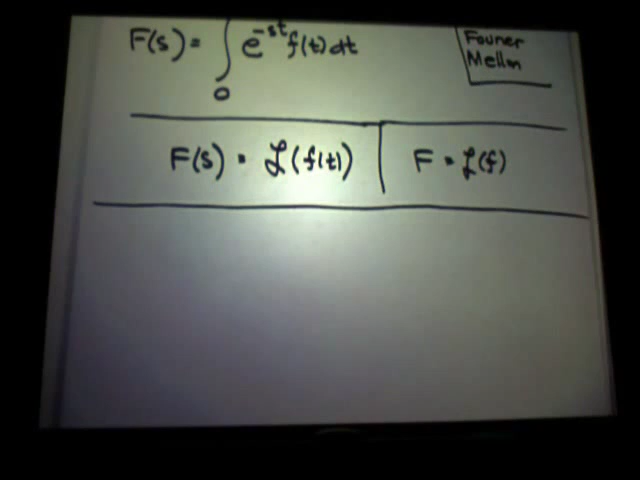 F(s) = ∫₀ e^{-st} f(t) dt
Fourier
Mellin
F(s) = ℒ(f(t))
F = ℒ(f)